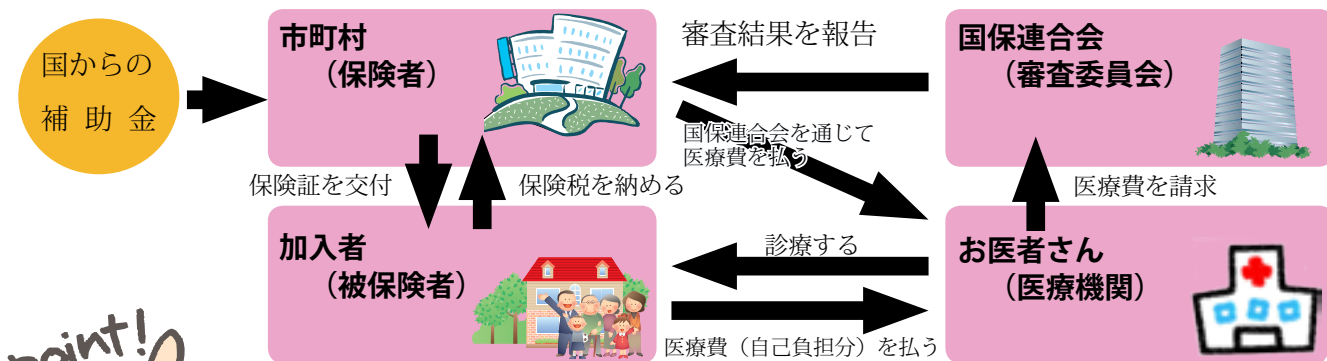 国からの
補助金
市町村
（保険者）
審査結果を報告
国保連合会
（審査委員会）
国保連合会を通じて
医療費を払う
保険証を交付
保険税を納める
医療費を請求
加入者
（被保険者）
診療する
お医者さん
（医療機関）
医療費（自己負担分）を払う
point!